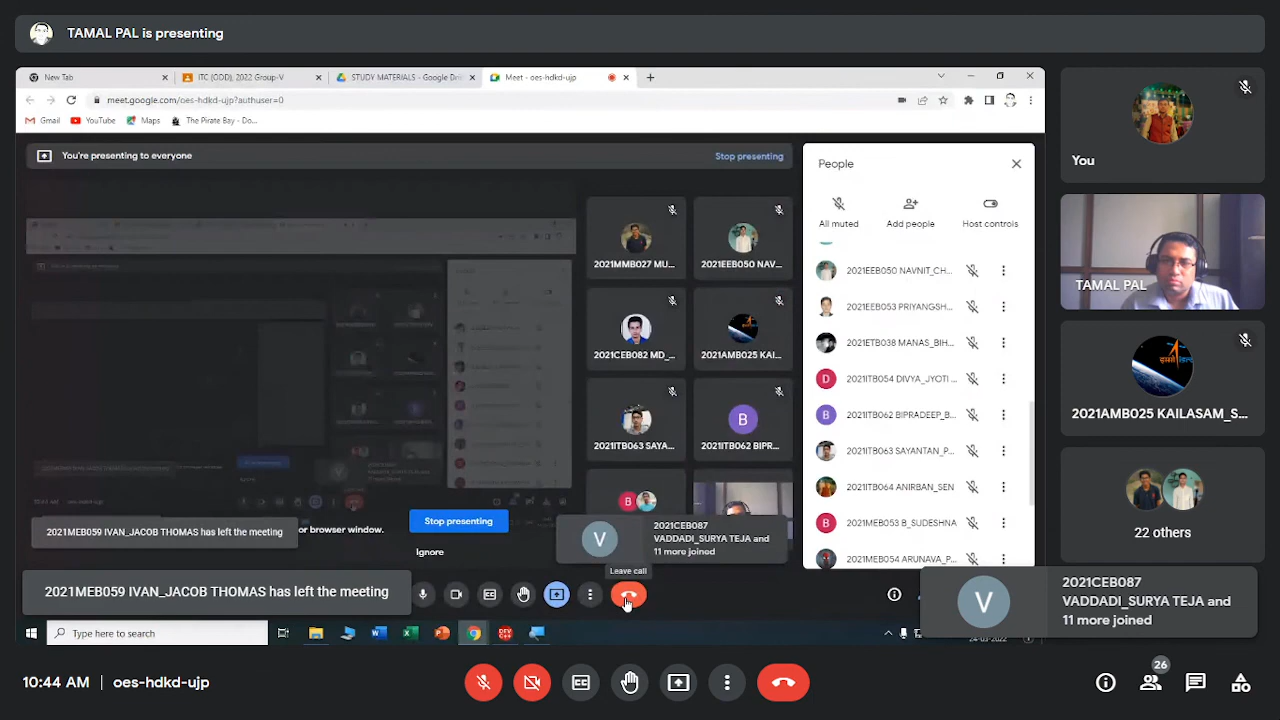 TAMAL PAL is presenting
New Tab
ITC (ODD), 2022 Group-V
STUDY MATERIALS - Google Dri
Meet - oes-hdkd-ujp
meet.google.com/oes-hdkd-ujp?authuser=0
Gmail
YouTube
Maps
The Pirate Bay - Do...
You're presenting to everyone
Stop presenting
2021MMB027 MU...
2021EEB050 NAV...
2021CEB082 MD_...
2021AMB025 KAI...
2021ITB063 SAYA...
2021ITB062 BIPR...
B
B
2021MEB059 IVAN_JACOB THOMAS has left the meeting
or browser window.
Stop presenting
Ignore
V
2021CEB087
VADDADI_SURYA TEJA and
11 more joined
Leave call
People
All muted
Add people
Host controls
2021EEB050 NAVNIT_CH...
2021EEB053 PRIYANGSH...
2021ETB038 MANAS_BIH...
D
2021ITB054 DIVYA_JYOTI ...
B
2021ITB062 BIPRADEEP_B...
2021ITB063 SAYANTAN_P...
2021ITB064 ANIRBAN_SEN
B
2021MEB053 B_SUDESHNA
2021MEB054 ARUNAVA_P...
You
TAMAL PAL
2021AMB025 KAILASAM_S...
22 others
2021MEB059 IVAN_JACOB THOMAS has left the meeting
V
2021CEB087
VADDADI_SURYA TEJA and
11 more joined
Type here to search
24-03-2022
10:44 AM
oes-hdkd-ujp
26